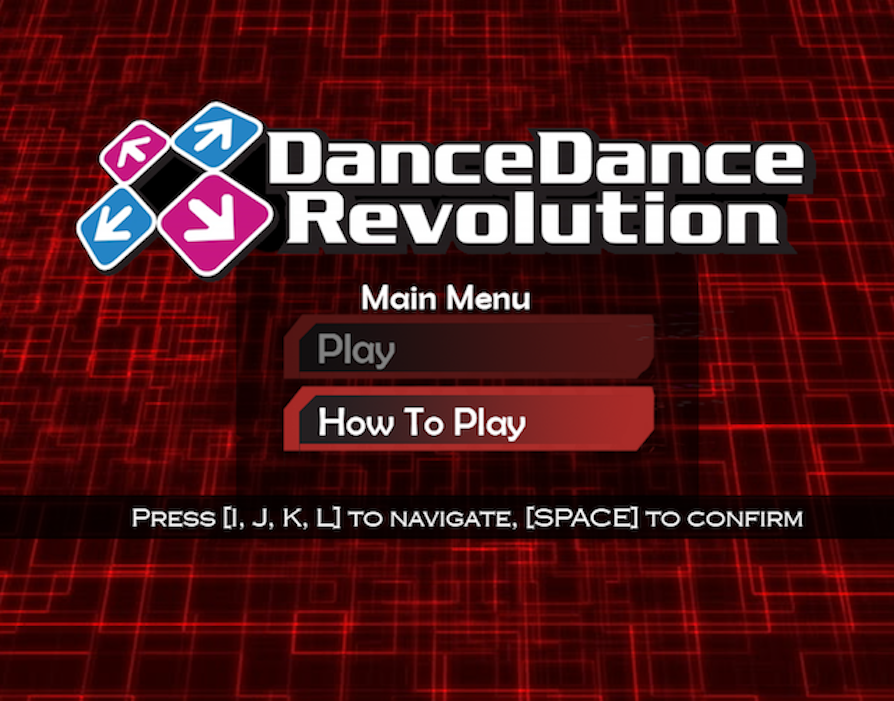 DanceDance
Revolution
Main Menu
Play
How To Play
PRESS [I, J, K, L] TO NAVIGATE, [SPACE] TO CONFIRM